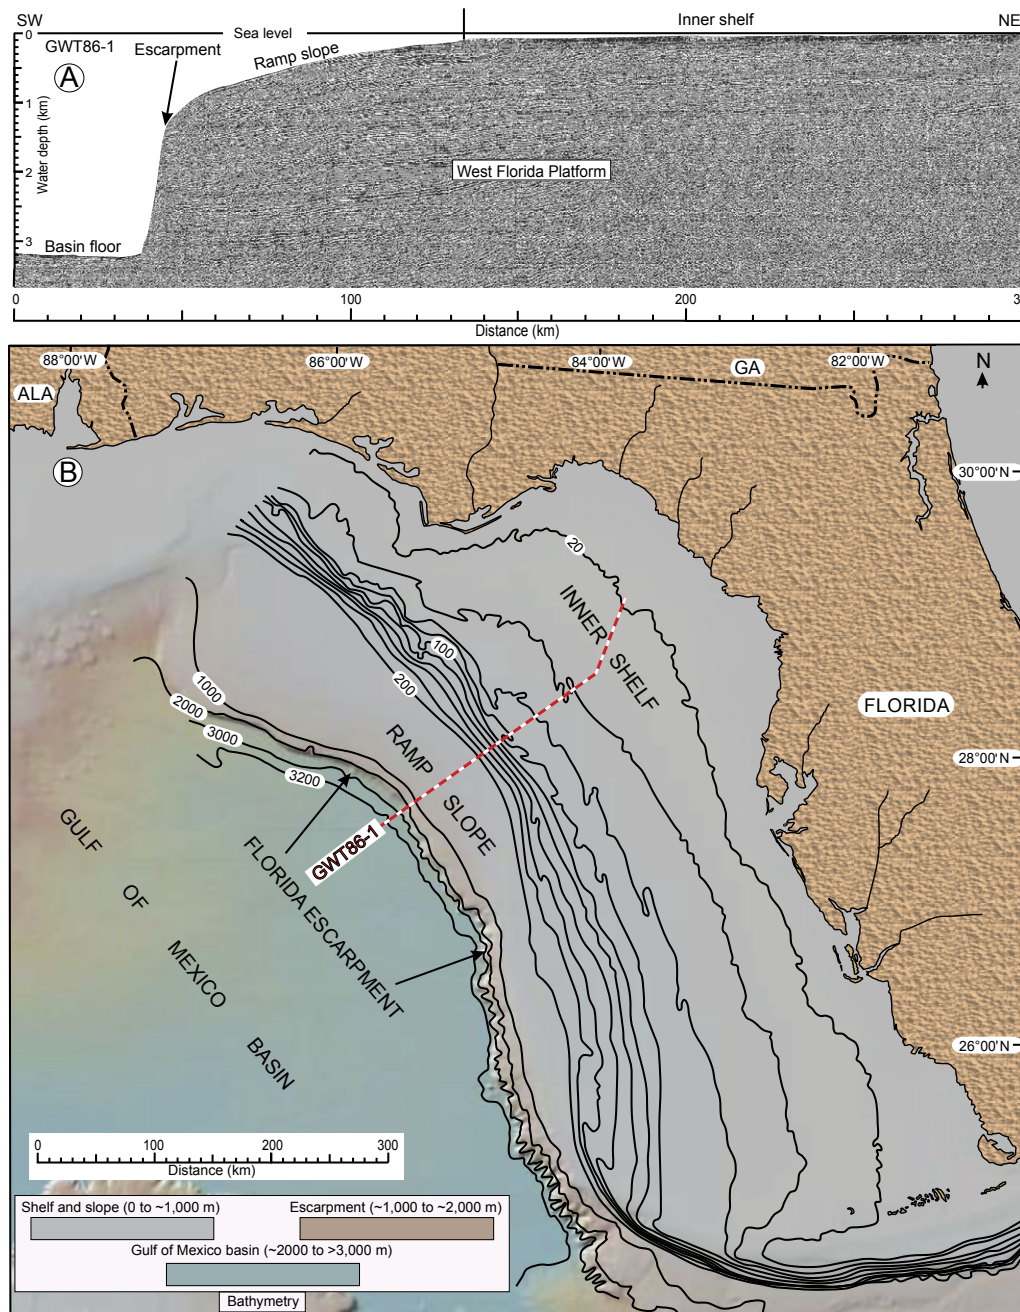 SW
NE
GWT86-1
Escarpment
Sea level
Inner shelf
Ramp slope
A
0
1
2
3
Water depth (km)
West Florida Platform
Basin floor
0
100
200
3
Distance (km)
88°00'W
86°00'W
84°00'W
82°00'W
ALA
GA
N
B
30°00'N
20
INNER SHELF
100
200
1000
2000
3000
3200
RAMP SLOPE
FLORIDA
28°00'N
GWT86-1
FLORIDA ESCARPMENT
GULF
OF
MEXICO
BASIN
26°00'N
0
100
200
300
Distance (km)
Shelf and slope (0 to ~1,000 m)
Escarpment (~1,000 to ~2,000 m)
Gulf of Mexico basin (~2000 to >3,000 m)
Bathymetry